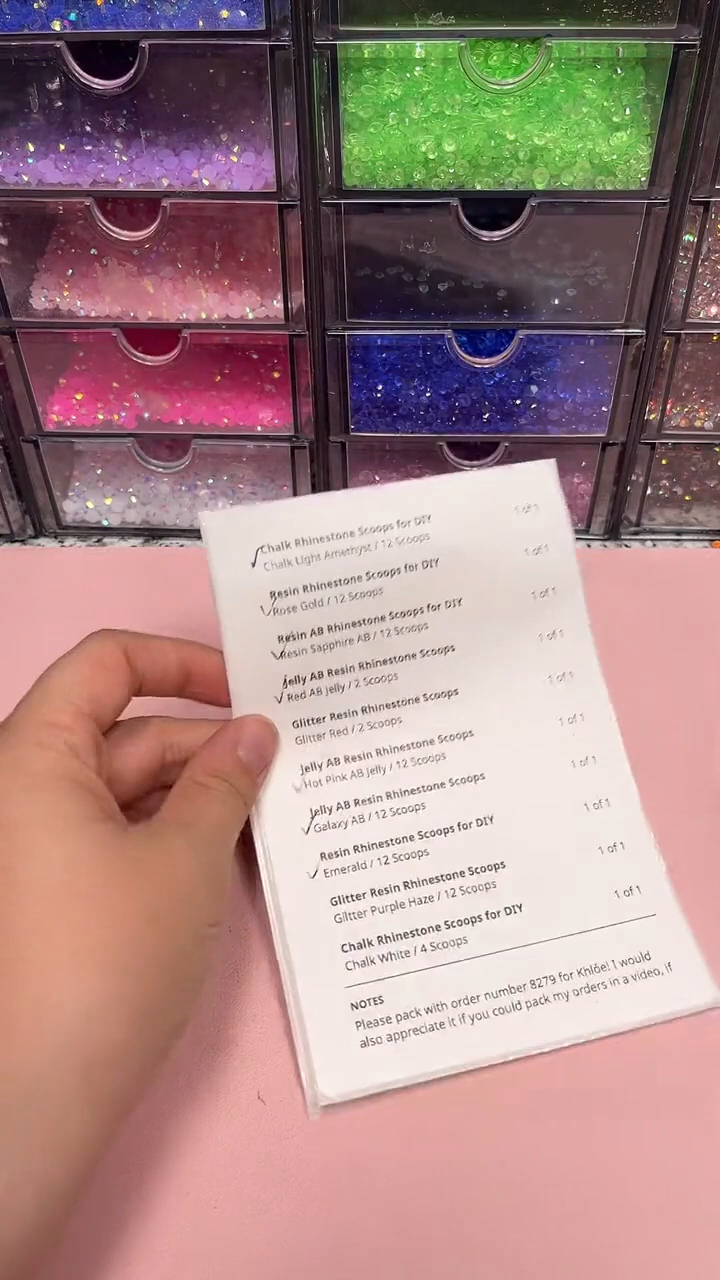 Chalk Rhinestone Scoops for DIY 1 of 1
Chalk Light Amethyst / 12 Scoops
Resin Rhinestone Scoops for DIY 1 of 1
Rose Gold / 12 Scoops
Resin AB Rhinestone Scoops for DIY 1 of 1
Resin Sapphire AB / 12 Scoops
Jelly AB Resin Rhinestone Scoops 1 of 1
Red AB Jelly / 2 Scoops
Glitter Resin Rhinestone Scoops 1 of 1
Glitter Red / 2 Scoops
Jelly AB Resin Rhinestone Scoops 1 of 1
Hot Pink AB Jelly / 12 Scoops
Jelly AB Resin Rhinestone Scoops 1 of 1
Galaxy AB / 12 Scoops
Resin Rhinestone Scoops for DIY 1 of 1
Emerald / 12 Scoops
Glitter Resin Rhinestone Scoops 1 of 1
Glitter Purple Haze / 12 Scoops
Chalk Rhinestone Scoops for DIY 1 of 1
Chalk White / 4 Scoops
NOTES
Please pack with order number 8279 for Khlőe! I would
also appreciate it if you could pack my orders in a video, if